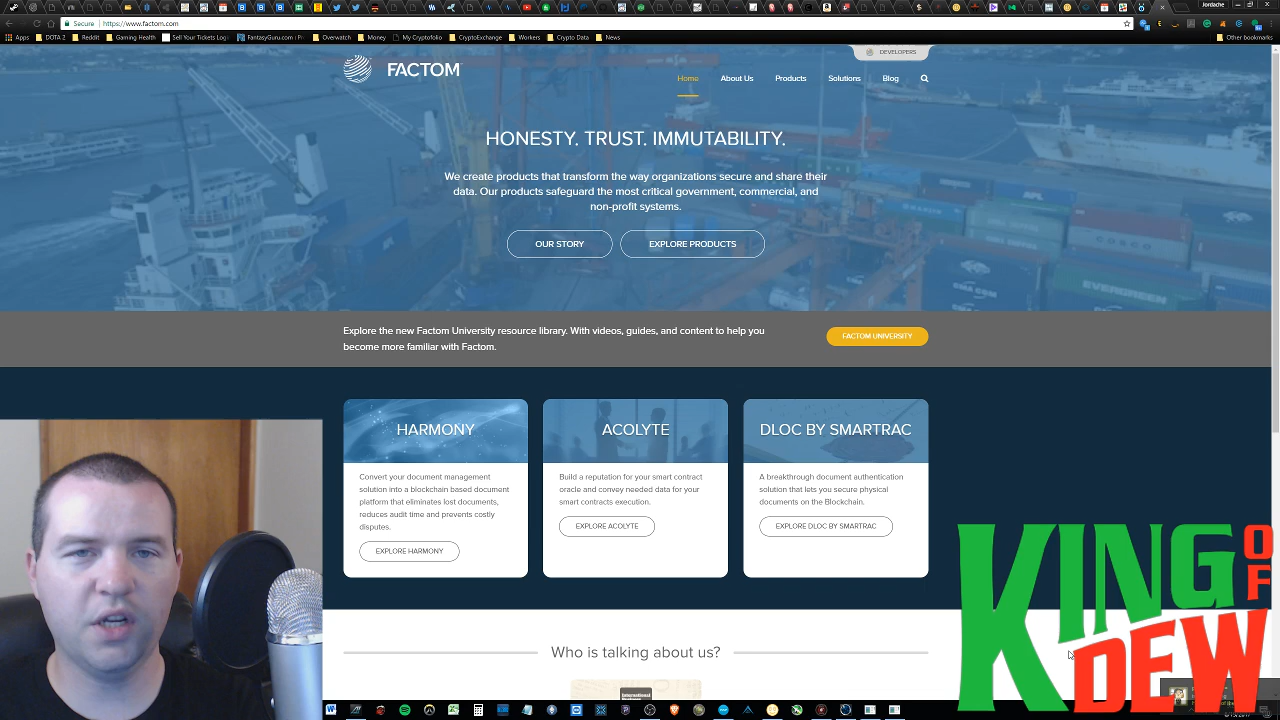 Jordache
Secure
https://www.factom.com
Apps
DOTA 2
Reddit
Gaming Health
Sell Your Tickets
FantasyGuru.com
Overwatch
Money
My Cryptofolio
CryptoExchange
Workers
Crypto Data
News
Other bookmarks
DEVELOPERS
FACTOM
Home
About Us
Products
Solutions
Blog
HONESTY. TRUST. IMMUTABILITY.
We create products that transform the way organizations secure and share their
data. Our products safeguard the most critical government, commercial, and
non-profit systems.
OUR STORY
EXPLORE PRODUCTS
Explore the new Factom University resource library. With videos, guides, and content to help you
become more familiar with Factom.
FACTOM UNIVERSITY
HARMONY
Convert your document management
solution into a blockchain based document
platform that eliminates lost documents,
reduces audit time and prevents costly
disputes.
EXPLORE HARMONY
ACOLYTE
Build a reputation for your smart contract
oracle and convey needed data for your
smart contracts execution.
EXPLORE ACOLYTE
DLOC BY SMARTRAC
A breakthrough document authentication
solution that lets you secure physical
documents on the Blockchain.
EXPLORE DLOC BY SMARTRAC
KING OF
DEW
Who is talking about us?